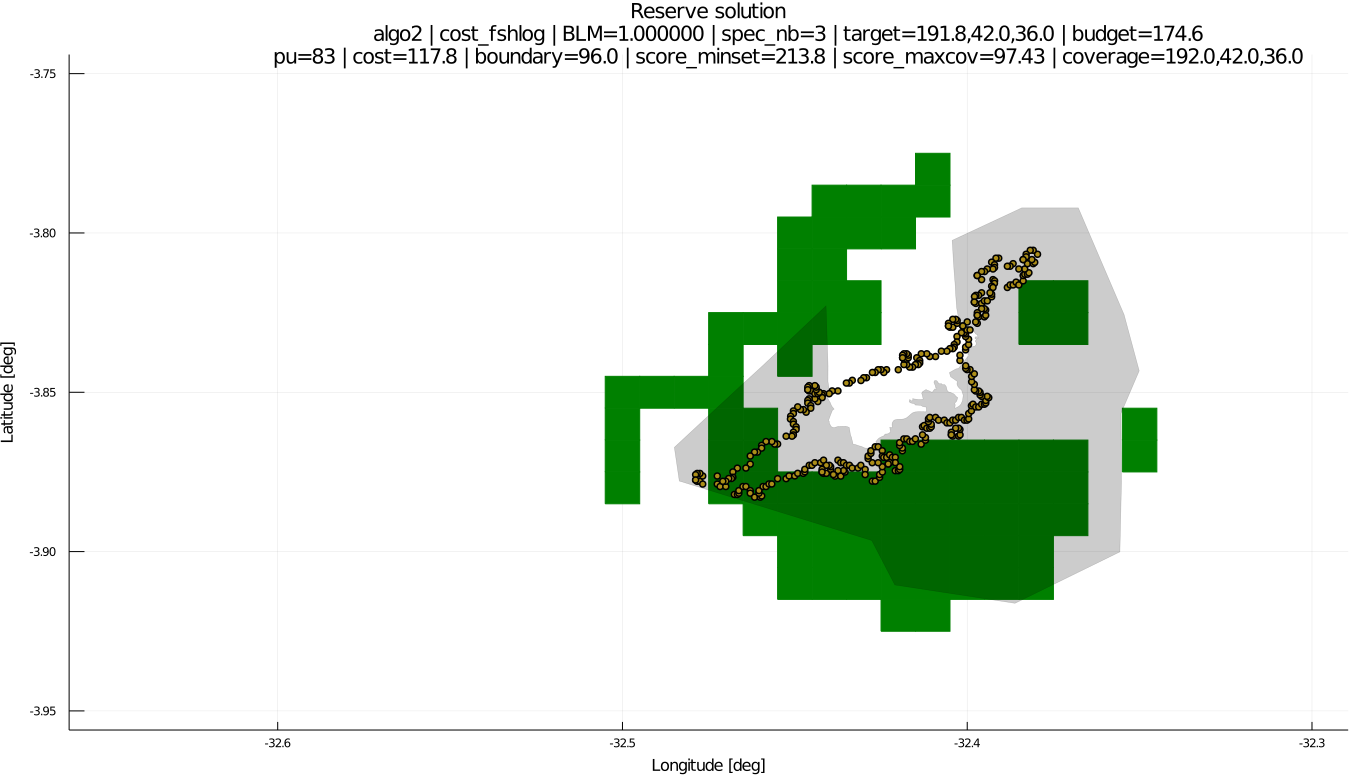 Reserve solution
algo2 | cost_fshlog | BLM=1.000000 | spec_nb=3 | target=191.8,42.0,36.0 | budget=174.6
pu=83 | cost=117.8 | boundary=96.0 | score_minset=213.8 | score_maxcov=97.43 | coverage=192.0,42.0,36.0
-3.75
-3.80
-3.85
-3.90
-3.95
Latitude [deg]
-32.6
-32.5
-32.4
-32.3
Longitude [deg]